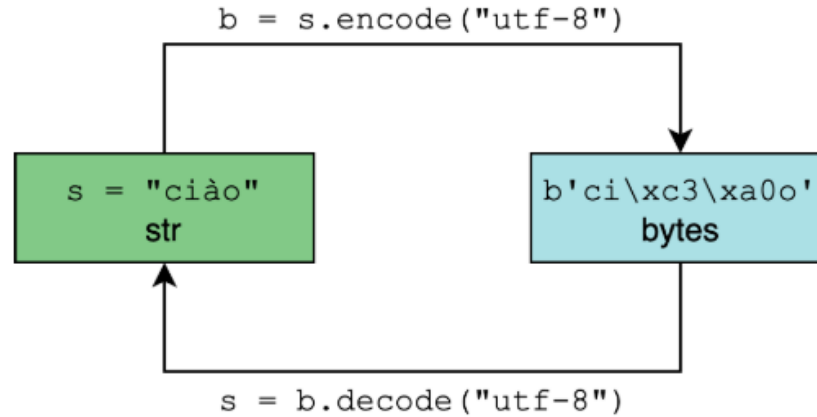 b = s.encode("utf-8")
s = "ciào"
str
b'ci\xc3\xa0o'
bytes
s = b.decode("utf-8")